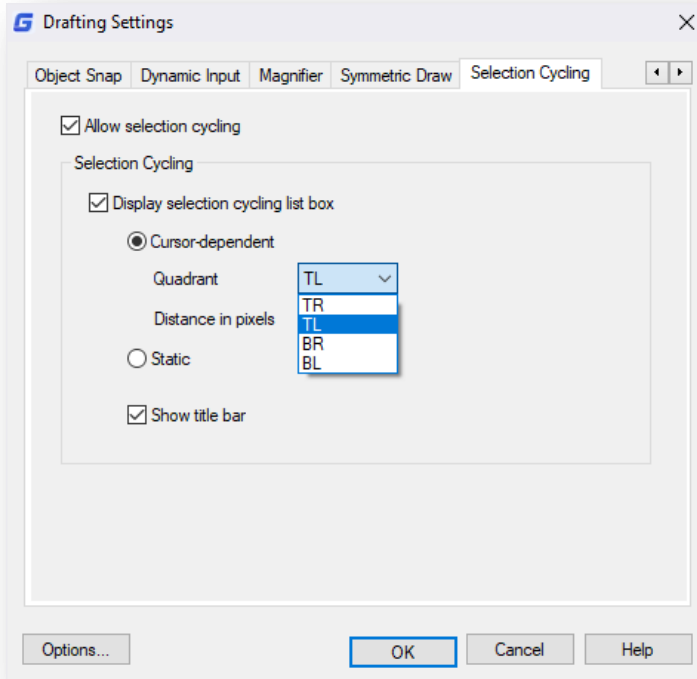 Drafting Settings
Object Snap Dynamic Input Magnifier Symmetric Draw Selection Cycling
Allow selection cycling
Selection Cycling
Display selection cycling list box
Cursor-dependent
Quadrant TL
TR
Distance in pixels TL
BR
Static BL
Show title bar
Options... OK Cancel Help